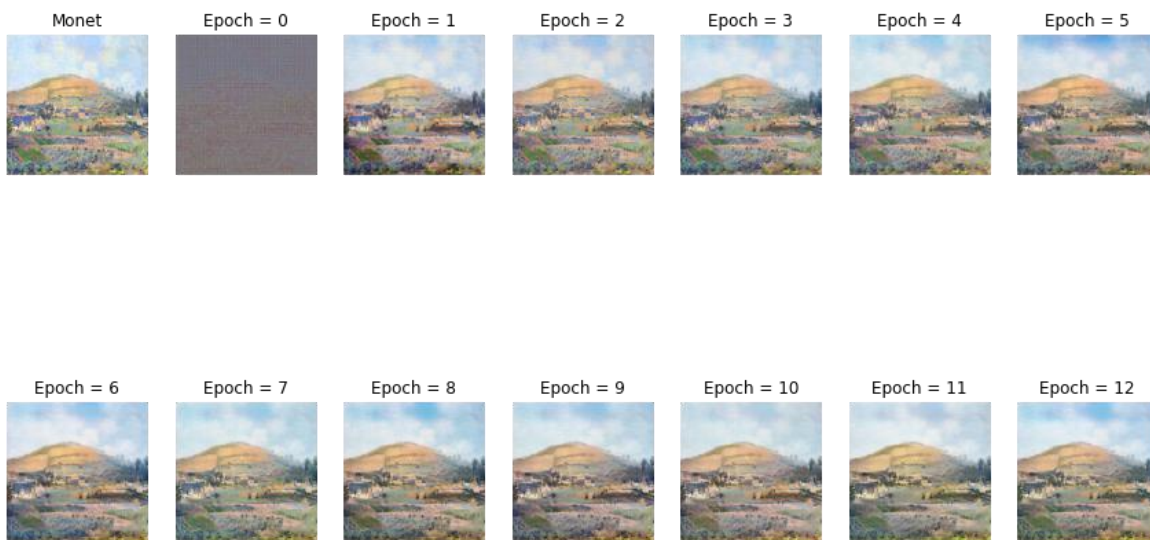 Monet Epoch = 0 Epoch = 1 Epoch = 2 Epoch = 3 Epoch = 4 Epoch = 5
Epoch = 6 Epoch = 7 Epoch = 8 Epoch = 9 Epoch = 10 Epoch = 11 Epoch = 12